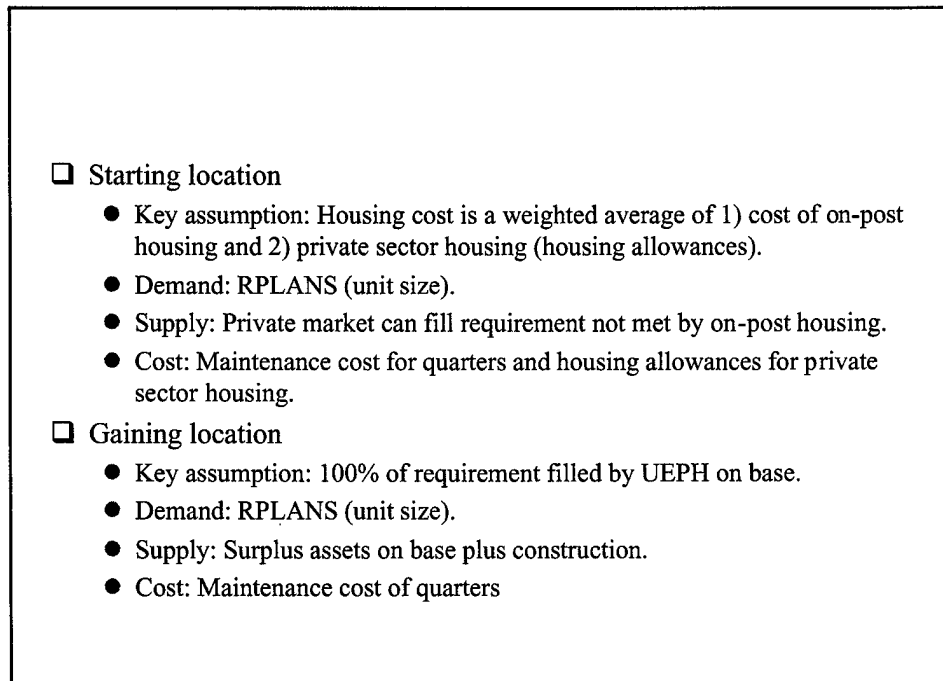 ❑ Starting location
● Key assumption: Housing cost is a weighted average of 1) cost of on-post
housing and 2) private sector housing (housing allowances).
● Demand: RPLANS (unit size).
● Supply: Private market can fill requirement not met by on-post housing.
● Cost: Maintenance cost for quarters and housing allowances for private
sector housing.
❑ Gaining location
● Key assumption: 100% of requirement filled by UEPH on base.
● Demand: RPLANS (unit size).
● Supply: Surplus assets on base plus construction.
● Cost: Maintenance cost of quarters